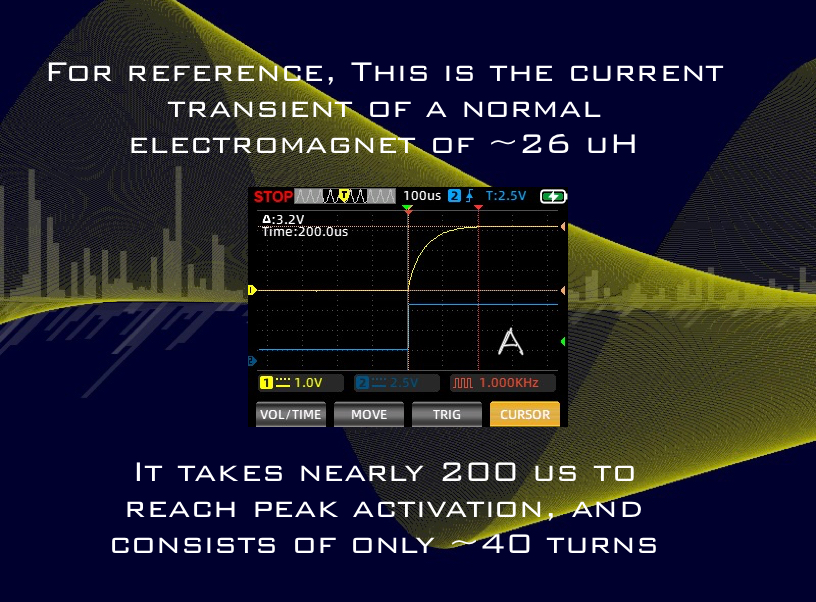 For reference, This is the current
transient of a normal
electromagnet of ~26 uH
STOP T 100us 2 T:2.5V
Δ:3.2V
Time:200.0us
1
2
A
1 1.0V 2 2.5V 1.000KHz
VOL/TIME MOVE TRIG CURSOR
It takes nearly 200 us to
reach peak activation, and
consists of only ~40 turns